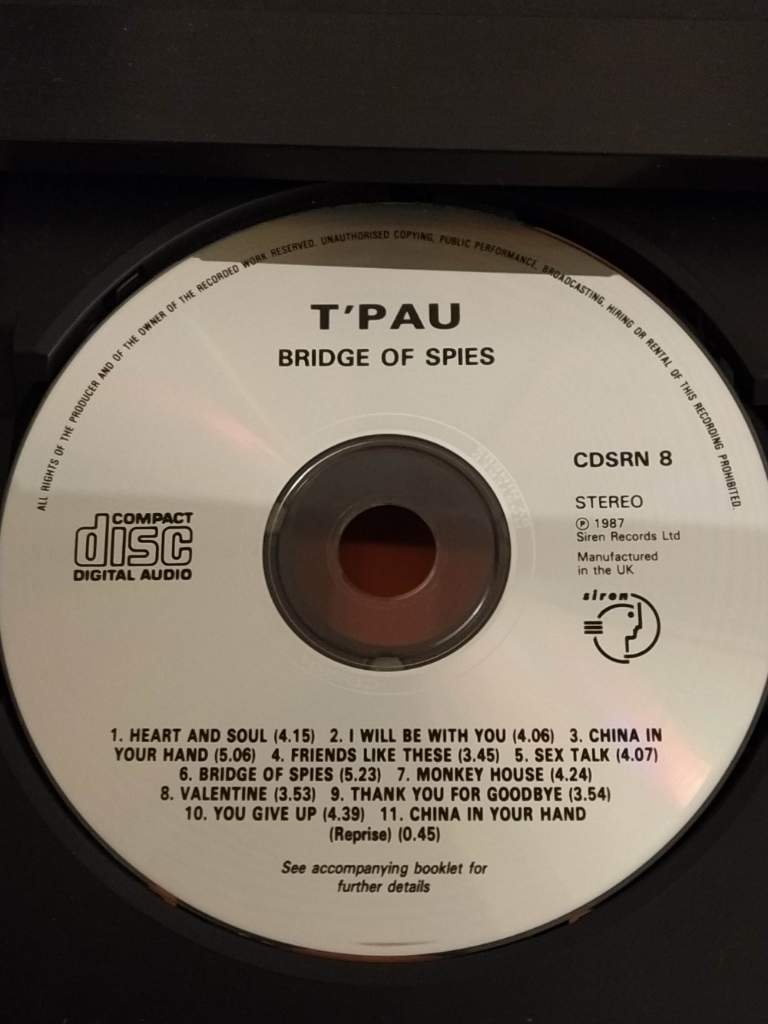 ALL RIGHTS OF THE PRODUCER AND OF THE OWNER OF THE RECORDED WORK RESERVED. UNAUTHORISED COPYING, PUBLIC PERFORMANCE, BROADCASTING, HIRING OR RENTAL OF THIS RECORDING PROHIBITED.
T'PAU
BRIDGE OF SPIES
CDSRN 8
STEREO
℗ 1987
Siren Records Ltd
Manufactured
in the UK
siren
COMPACT
disc
DIGITAL AUDIO
1. HEART AND SOUL (4.15) 2. I WILL BE WITH YOU (4.06) 3. CHINA IN
YOUR HAND (5.06) 4. FRIENDS LIKE THESE (3.45) 5. SEX TALK (4.07)
6. BRIDGE OF SPIES (5.23) 7. MONKEY HOUSE (4.24)
8. VALENTINE (3.53) 9. THANK YOU FOR GOODBYE (3.54)
10. YOU GIVE UP (4.39) 11. CHINA IN YOUR HAND
(Reprise) (0.45)
See accompanying booklet for
further details